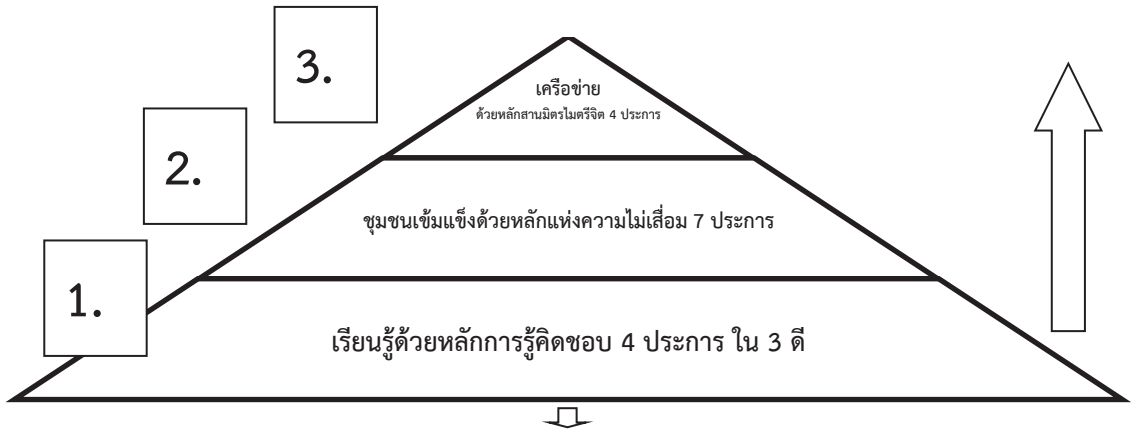 3.
เครือข่าย
ด้วยหลักสานมิตรไมตรีจิต 4 ประการ
2.
ชุมชนเข้มแข็งด้วยหลักแห่งความไม่เสื่อม 7 ประการ
1.
เรียนรู้ด้วยหลักการรู้คิดชอบ 4 ประการ ใน 3 ดี